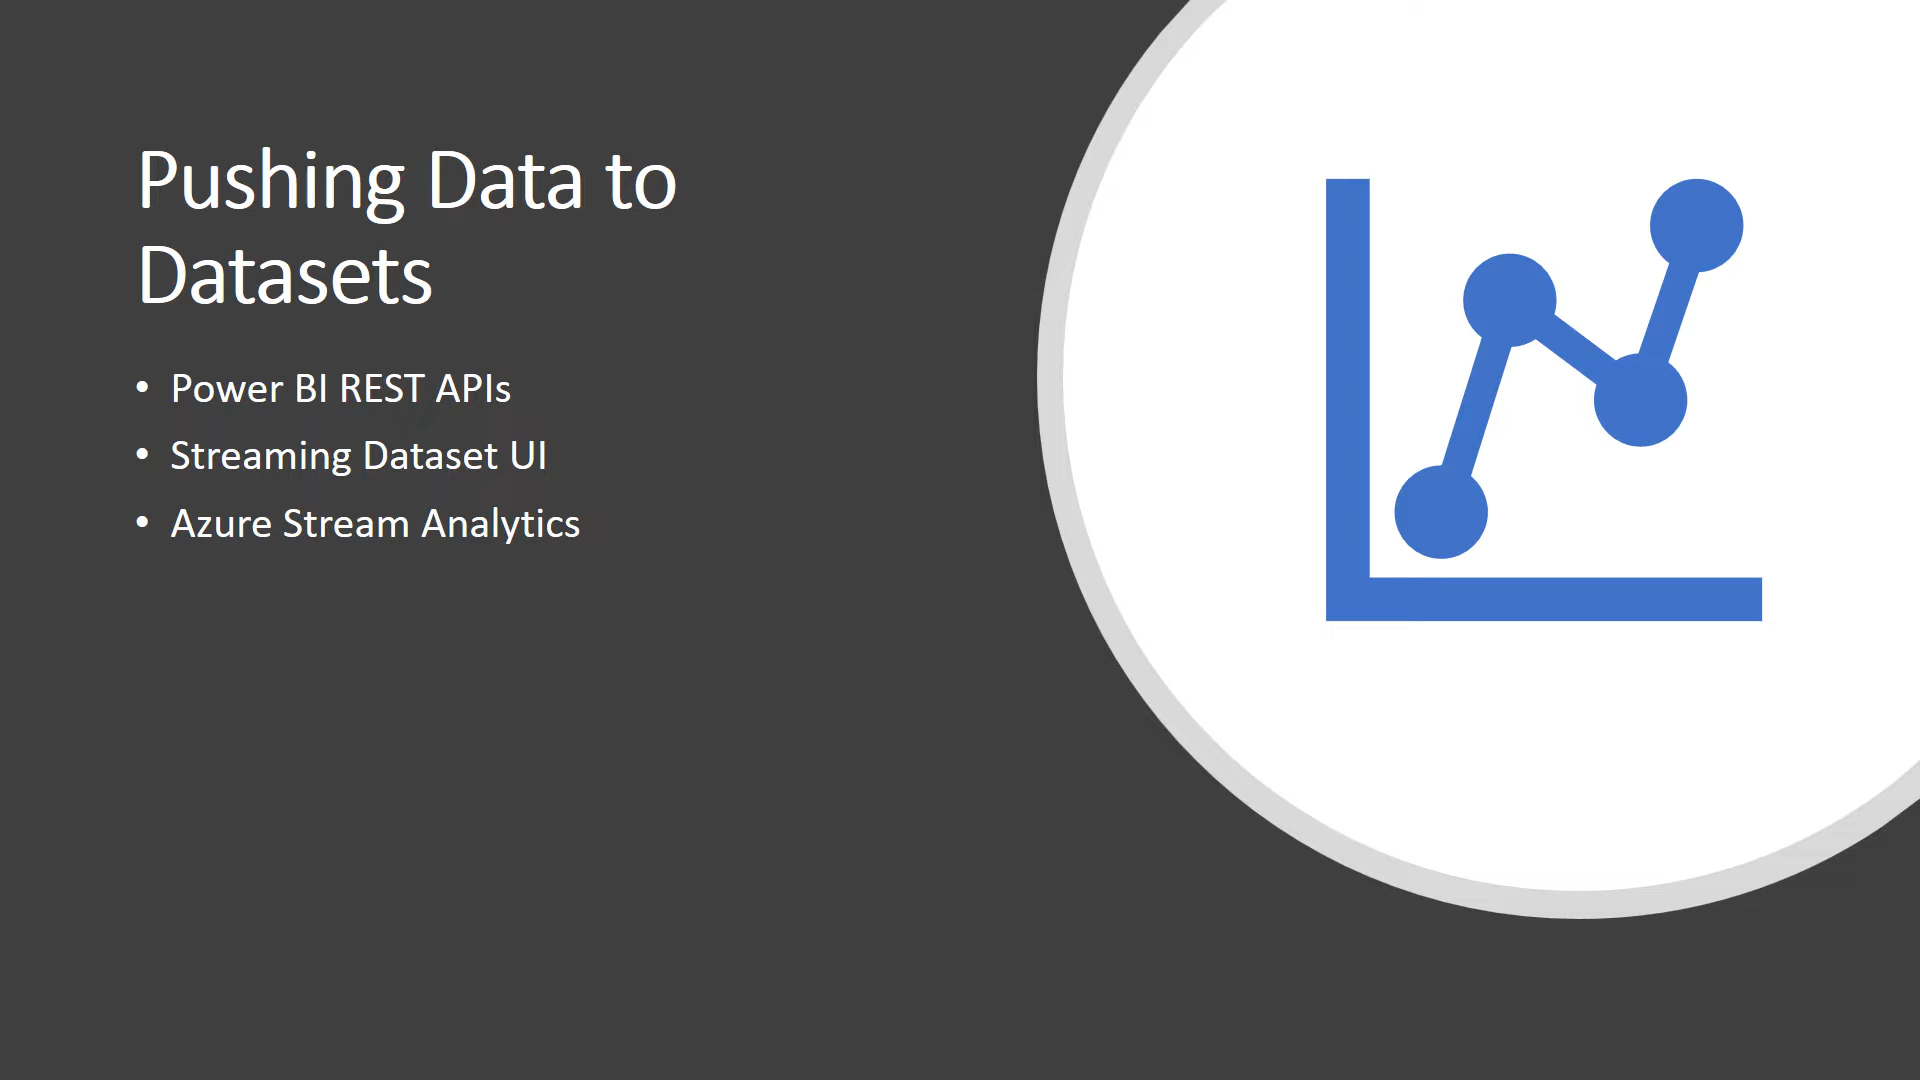 Pushing Data to
Datasets
• Power BI REST APIs
• Streaming Dataset UI
• Azure Stream Analytics